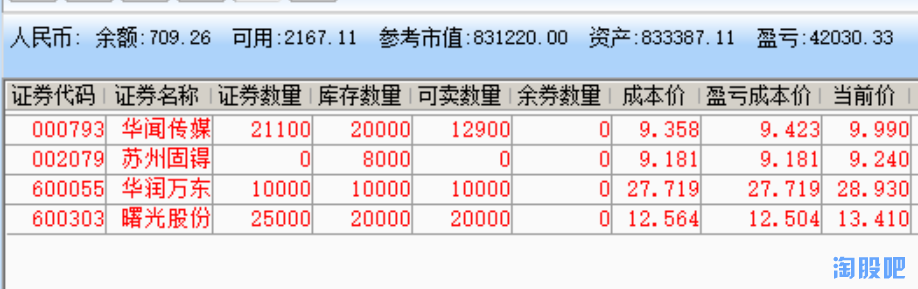 人民币: 余额:709.26 可用:2167.11 参考市值:831220.00 资产:833387.11 盈亏:42030.33
证券代码 证券名称 证券数量 库存数量 可卖数量 余券数量 成本价 盈亏成本价 当前价
000793 华闻传媒 21100 20000 12900 0 9.358 9.423 9.990
002079 苏州固锝 0 8000 0 0 9.181 9.181 9.240
600055 华润万东 10000 10000 10000 0 27.719 27.719 28.930
600303 曙光股份 25000 20000 20000 0 12.564 12.504 13.410
淘股吧